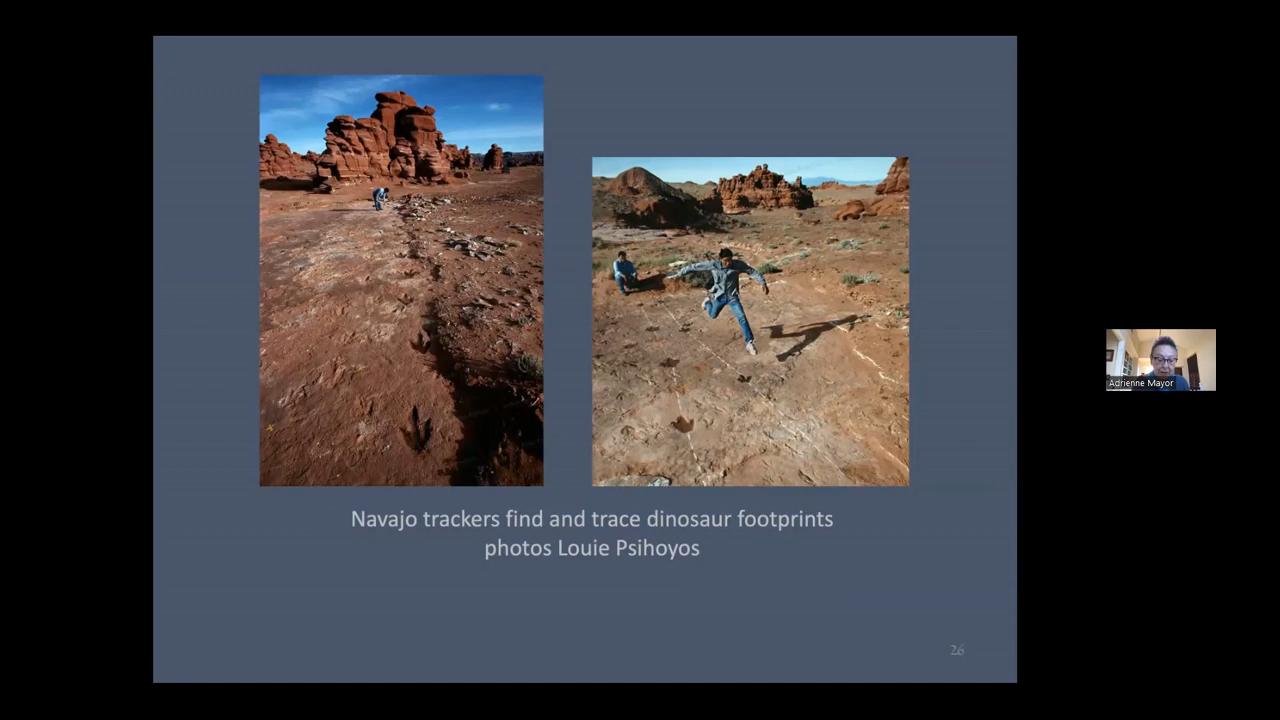 Navajo trackers find and trace dinosaur footprints
photos Louie Psihoyos
26
Adrienne Mayor